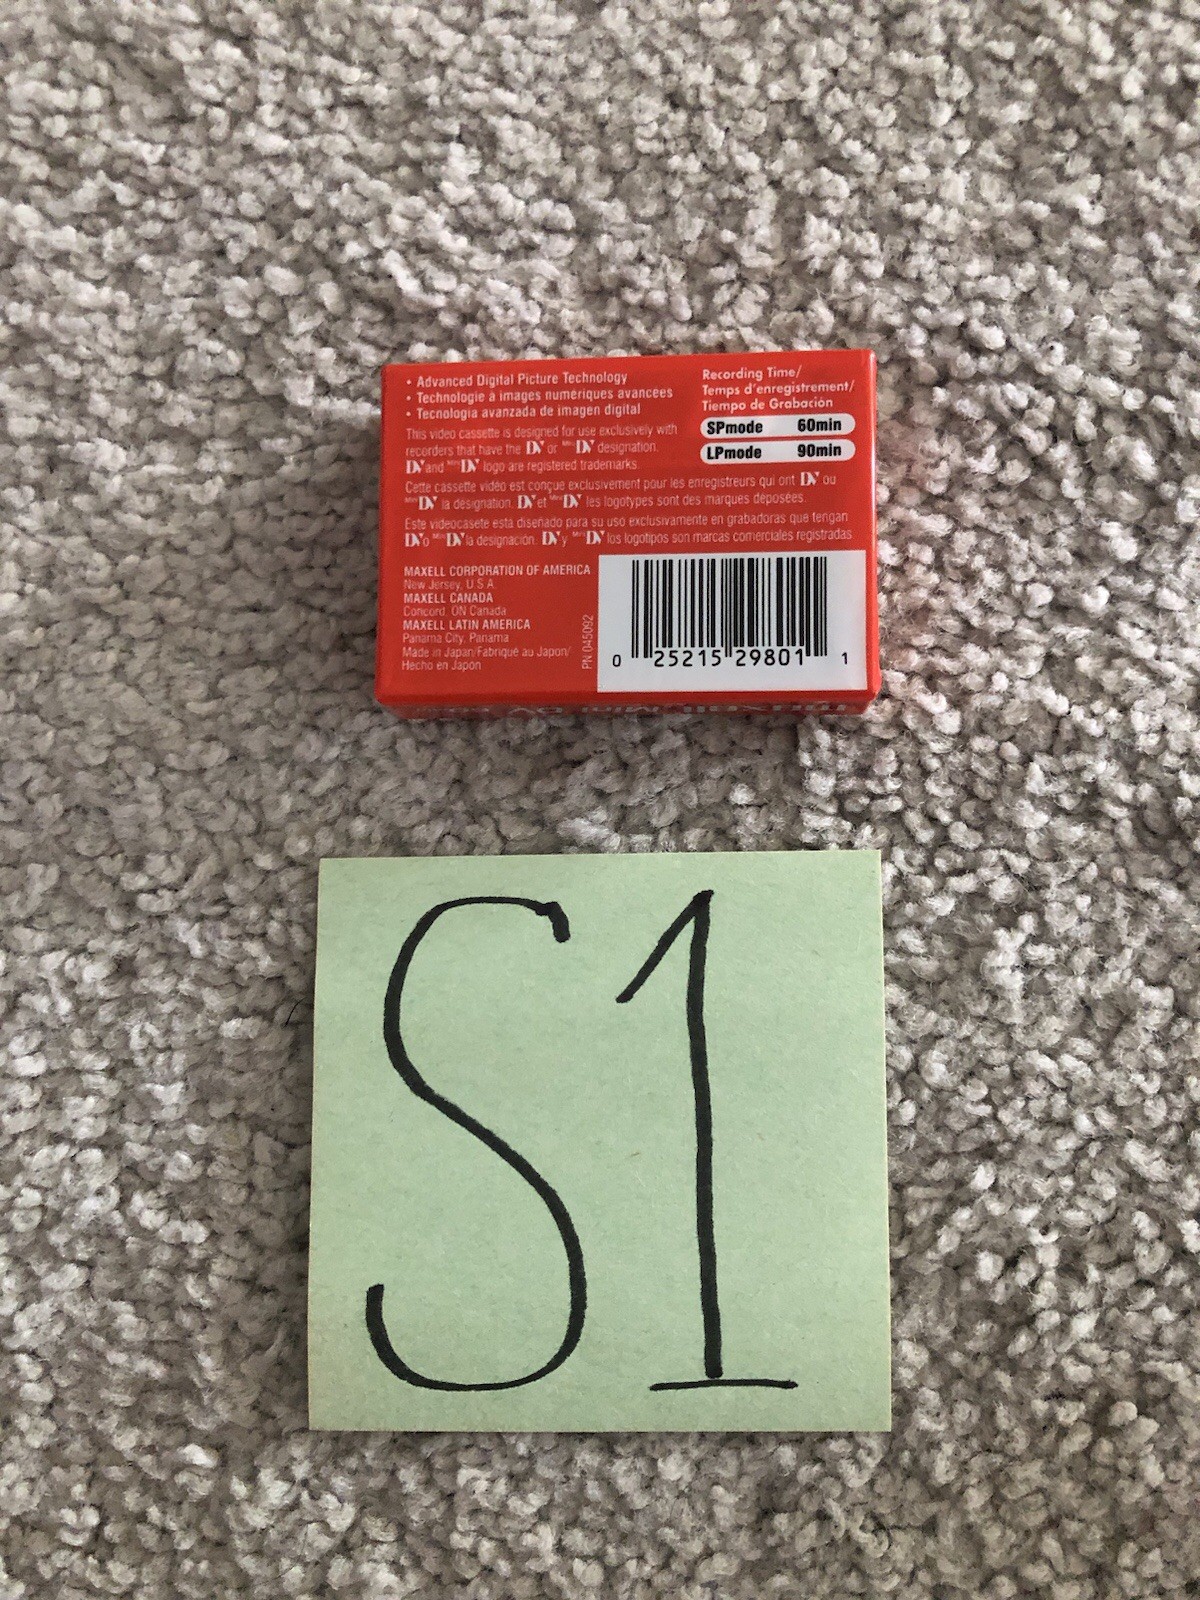 • Advanced Digital Picture Technology
• Technologie à images numériques avancées
• Tecnología avanzada de imagen digital
This video cassette is designed for use exclusively with
recorders that have the DV or Mini DV designation.
DV and Mini DV logo are registered trademarks.
Recording Time/
Temps d'enregistrement/
Tiempo de Grabación
SPmode 60min
LPmode 90min
Cette cassette vidéo est conçue exclusivement pour les enregistreurs qui ont DV ou
Mini DV la désignation. DV et Mini DV les logotypes sont des marques déposées.
Este videocasete está diseñado para su uso exclusivamente en grabadoras que tengan
DV o Mini DV la designación. DV y Mini DV los logotipos son marcas comerciales registradas
MAXELL CORPORATION OF AMERICA
New Jersey, U.S.A.
MAXELL CANADA
Concord, ON Canada
MAXELL LATIN AMERICA
Panama City, Panama
Made in Japan/Fabriqué au Japon/
Hecho en Japon
PN 045092
0 25215 29801 1
maxell Mini DV
S1